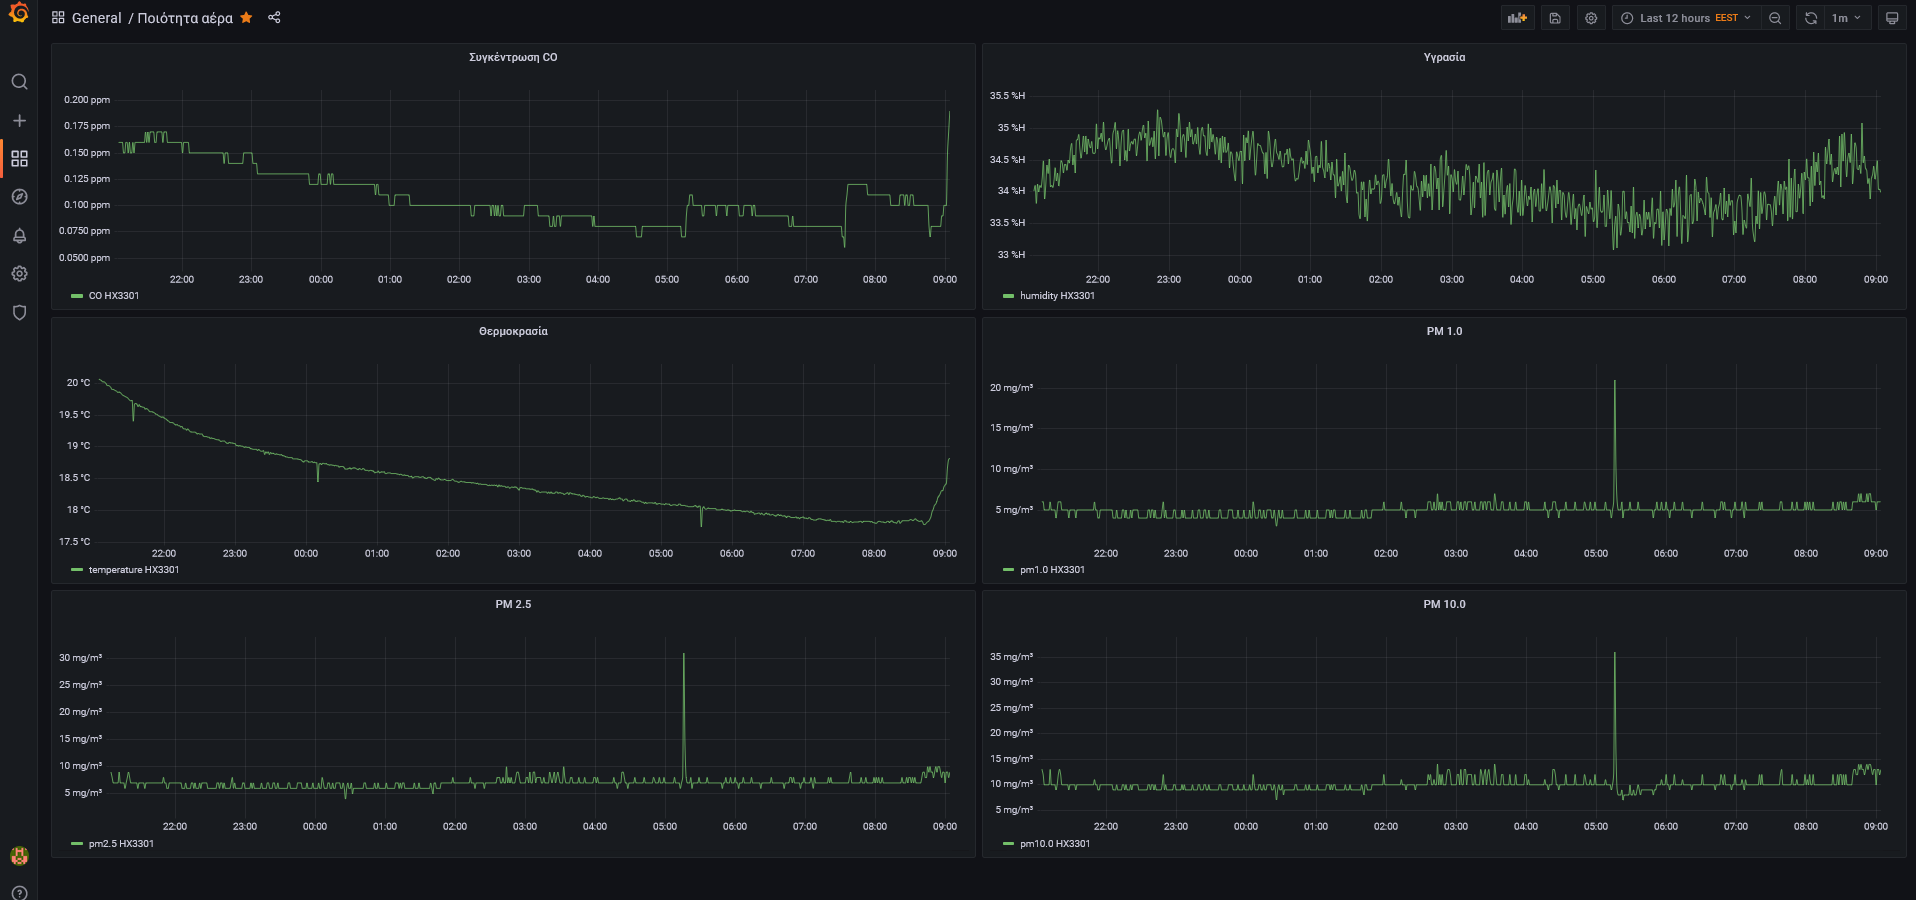 General / Ποιότητα αέρα
Last 12 hours EEST
1m
Συγκέντρωση CO
0.200 ppm
0.175 ppm
0.150 ppm
0.125 ppm
0.100 ppm
0.0750 ppm
0.0500 ppm
22:00 23:00 00:00 01:00 02:00 03:00 04:00 05:00 06:00 07:00 08:00 09:00
CO HX3301
Υγρασία
35.5 %H
35 %H
34.5 %H
34 %H
33.5 %H
33 %H
22:00 23:00 00:00 01:00 02:00 03:00 04:00 05:00 06:00 07:00 08:00 09:00
humidity HX3301
Θερμοκρασία
20 °C
19.5 °C
19 °C
18.5 °C
18 °C
17.5 °C
22:00 23:00 00:00 01:00 02:00 03:00 04:00 05:00 06:00 07:00 08:00 09:00
temperature HX3301
PM 1.0
20 mg/m³
15 mg/m³
10 mg/m³
5 mg/m³
22:00 23:00 00:00 01:00 02:00 03:00 04:00 05:00 06:00 07:00 08:00 09:00
pm1.0 HX3301
PM 2.5
30 mg/m³
25 mg/m³
20 mg/m³
15 mg/m³
10 mg/m³
5 mg/m³
22:00 23:00 00:00 01:00 02:00 03:00 04:00 05:00 06:00 07:00 08:00 09:00
pm2.5 HX3301
PM 10.0
35 mg/m³
30 mg/m³
25 mg/m³
20 mg/m³
15 mg/m³
10 mg/m³
5 mg/m³
22:00 23:00 00:00 01:00 02:00 03:00 04:00 05:00 06:00 07:00 08:00 09:00
pm10.0 HX3301